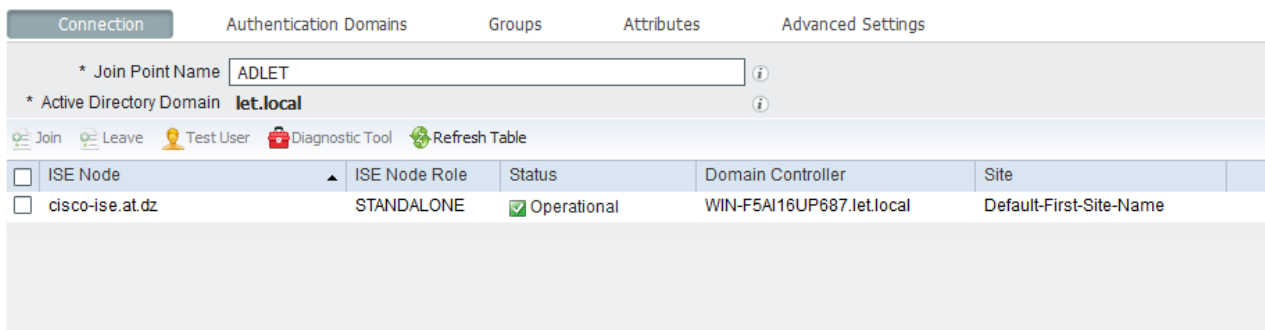 Connection Authentication Domains Groups Attributes Advanced Settings
* Join Point Name ADLET
* Active Directory Domain let.local
Join Leave Test User Diagnostic Tool Refresh Table
ISE Node ISE Node Role Status Domain Controller Site
cisco-ise.at.dz STANDALONE Operational WIN-F5AI16UP687.let.local Default-First-Site-Name